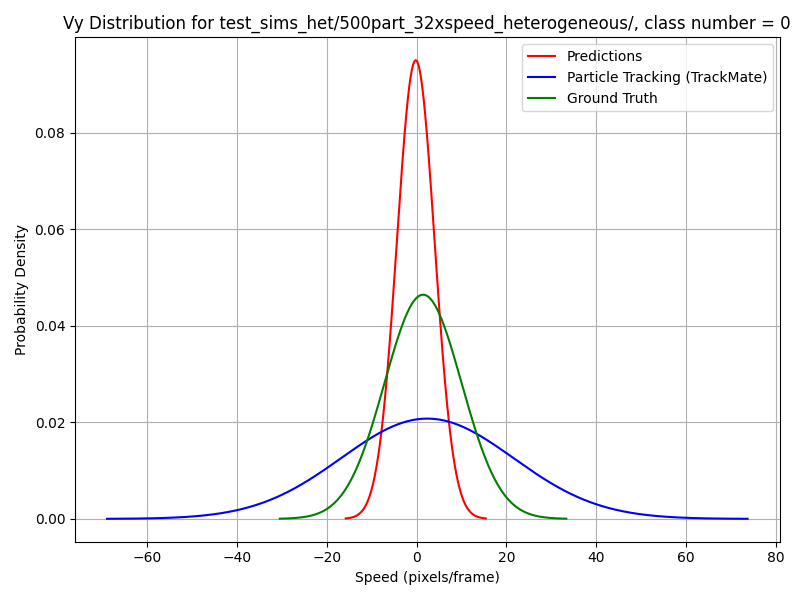 Vy Distribution for test_sims_het/500part_32xspeed_heterogeneous/, class number = 0
Predictions
Particle Tracking (TrackMate)
Ground Truth
Probability Density
0.08
0.06
0.04
0.02
0.00
−60 −40 −20 0 20 40 60 80
Speed (pixels/frame)